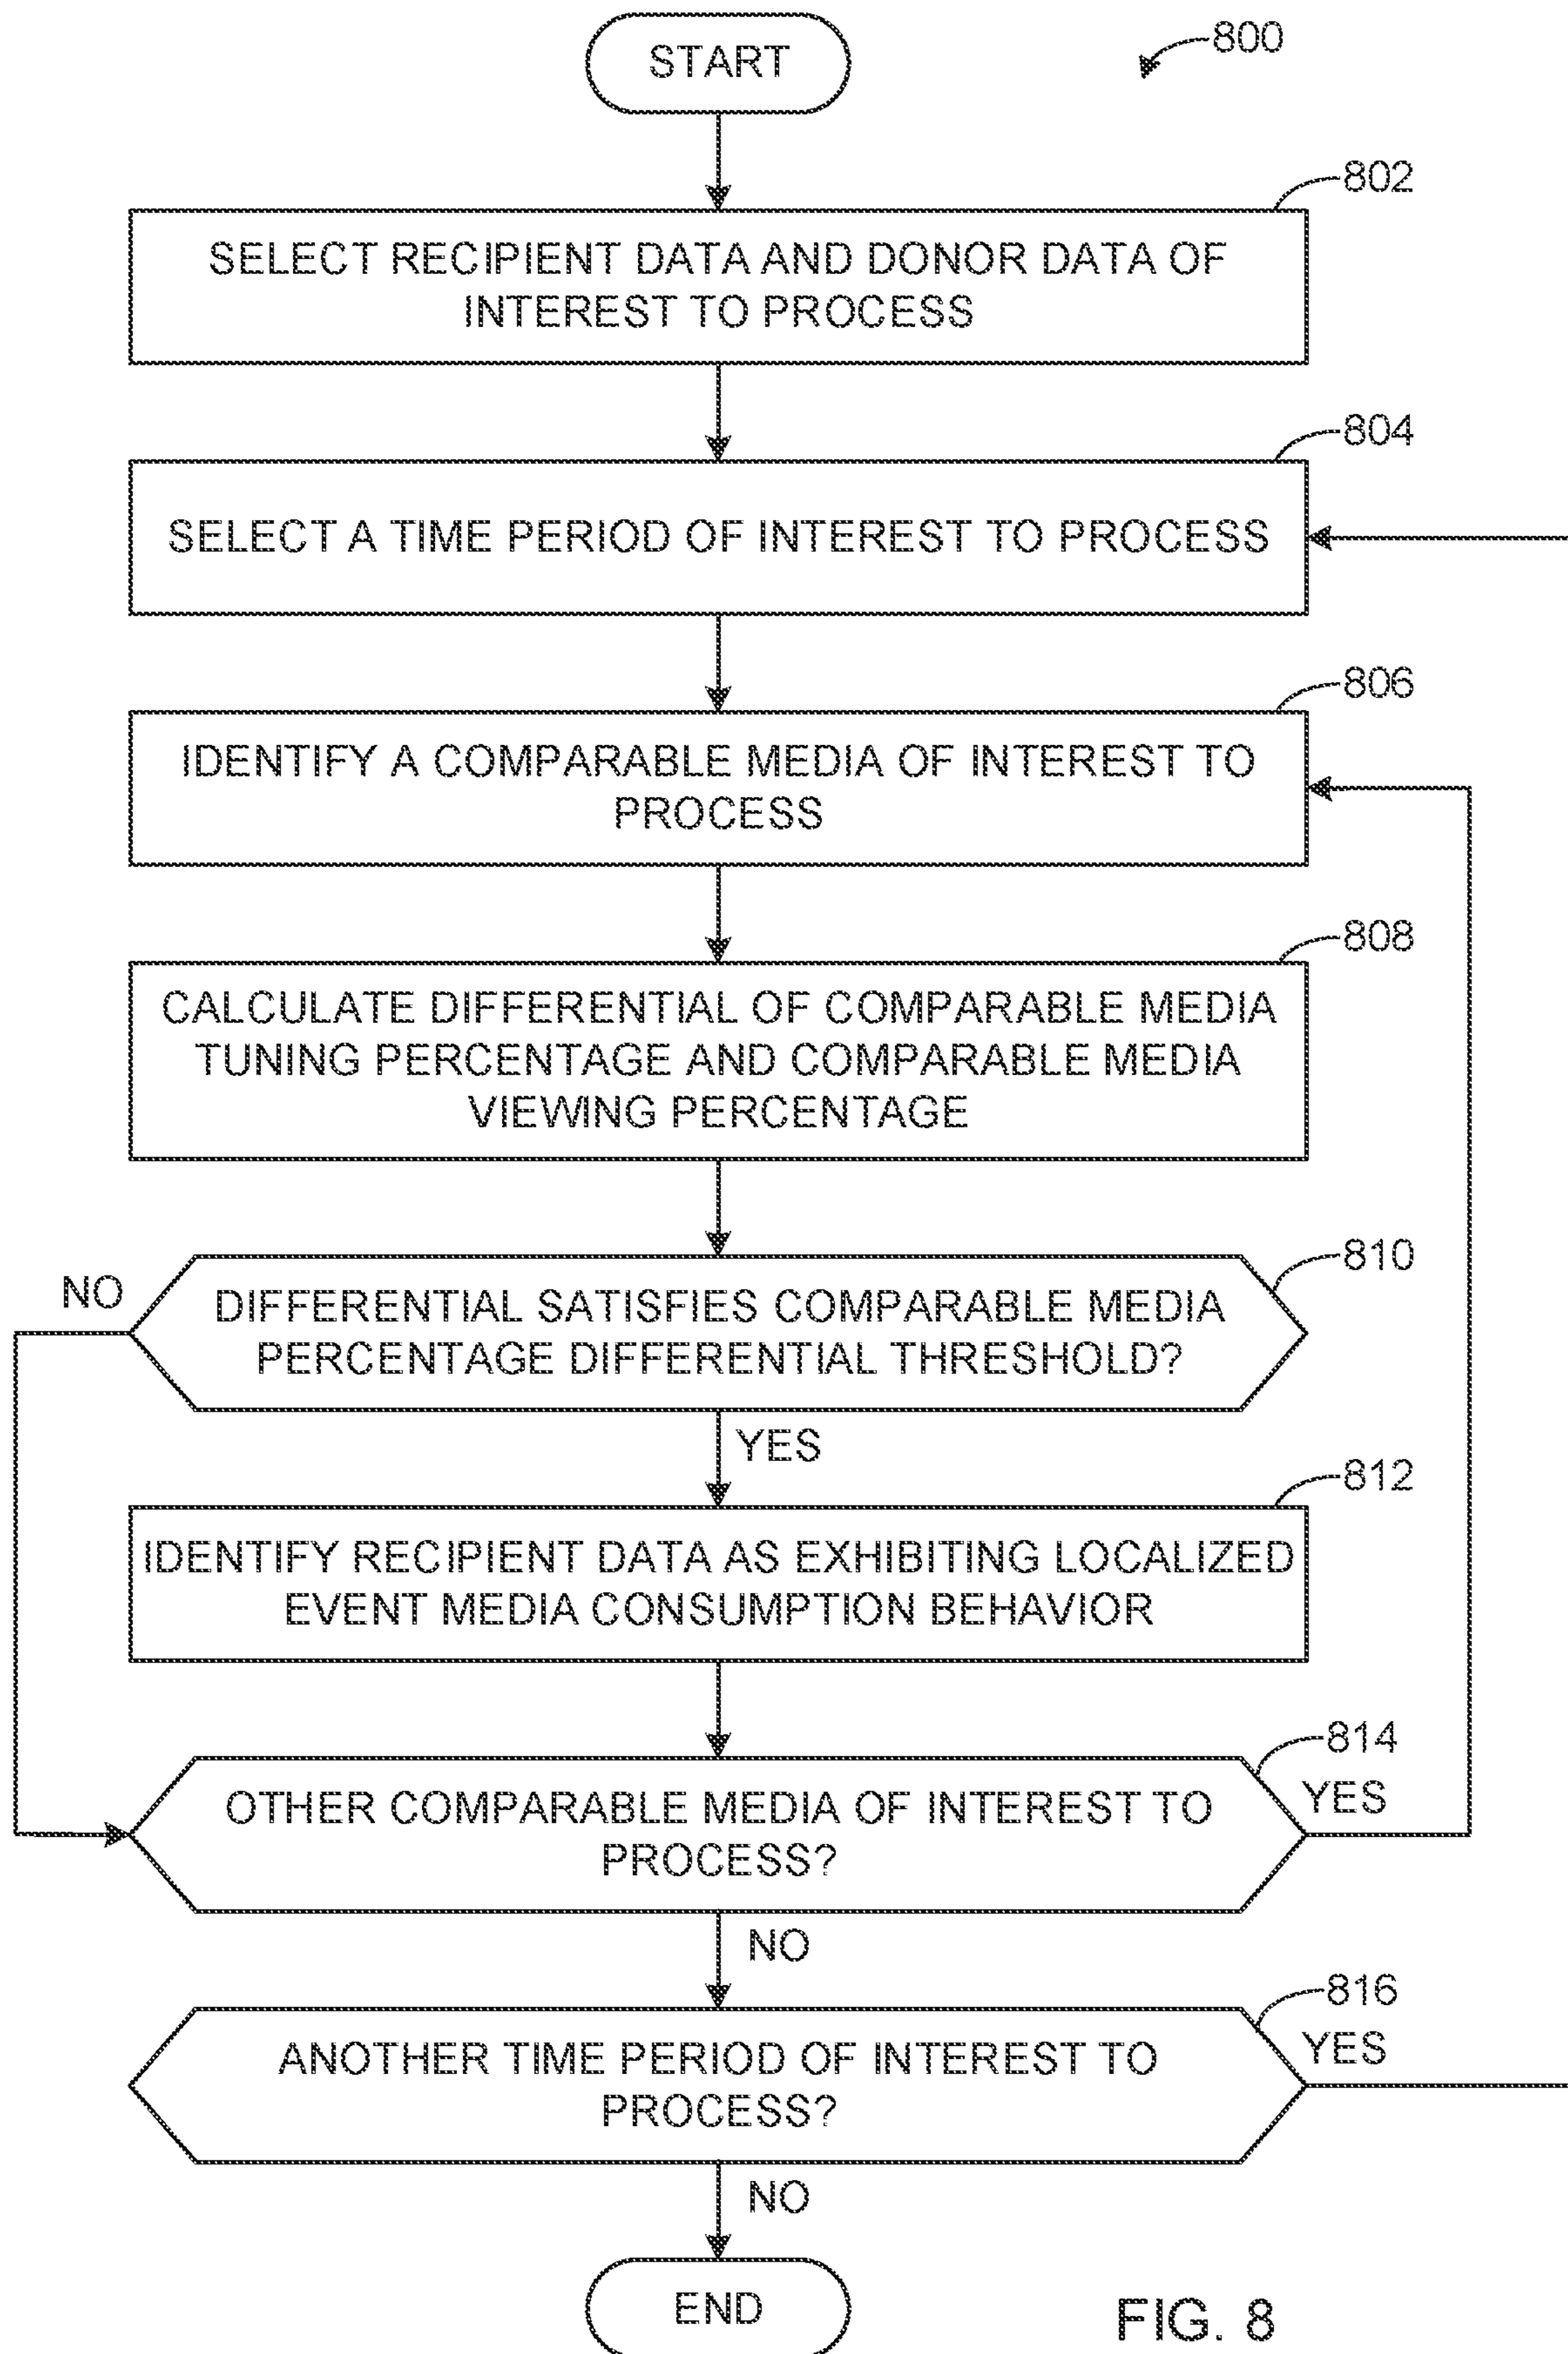 START
800
802
SELECT RECIPIENT DATA AND DONOR DATA OF
INTEREST TO PROCESS
804
SELECT A TIME PERIOD OF INTEREST TO PROCESS
806
IDENTIFY A COMPARABLE MEDIA OF INTEREST TO
PROCESS
808
CALCULATE DIFFERENTIAL OF COMPARABLE MEDIA
TUNING PERCENTAGE AND COMPARABLE MEDIA
VIEWING PERCENTAGE
810
NO
DIFFERENTIAL SATISFIES COMPARABLE MEDIA
PERCENTAGE DIFFERENTIAL THRESHOLD?
YES
812
IDENTIFY RECIPIENT DATA AS EXHIBITING LOCALIZED
EVENT MEDIA CONSUMPTION BEHAVIOR
814
OTHER COMPARABLE MEDIA OF INTEREST TO
PROCESS?
YES
NO
816
ANOTHER TIME PERIOD OF INTEREST TO
PROCESS?
YES
NO
END
FIG. 8